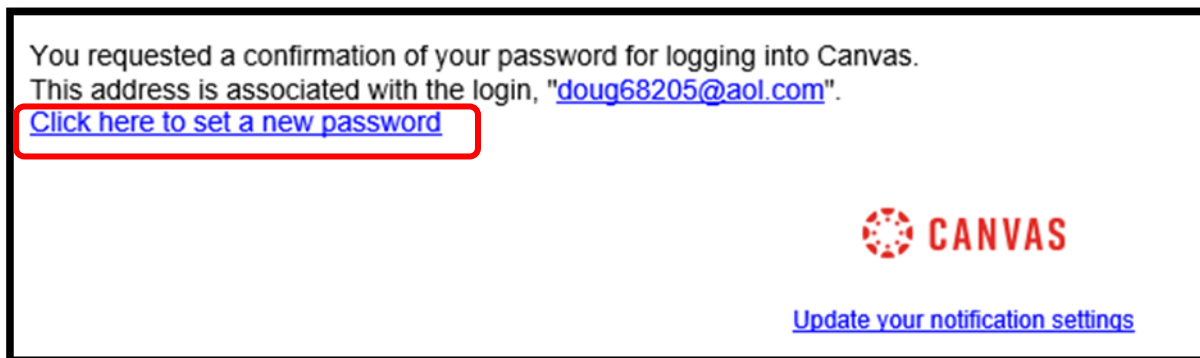 You requested a confirmation of your password for logging into Canvas.
This address is associated with the login, "doug68205@aol.com".
Click here to set a new password
CANVAS
Update your notification settings